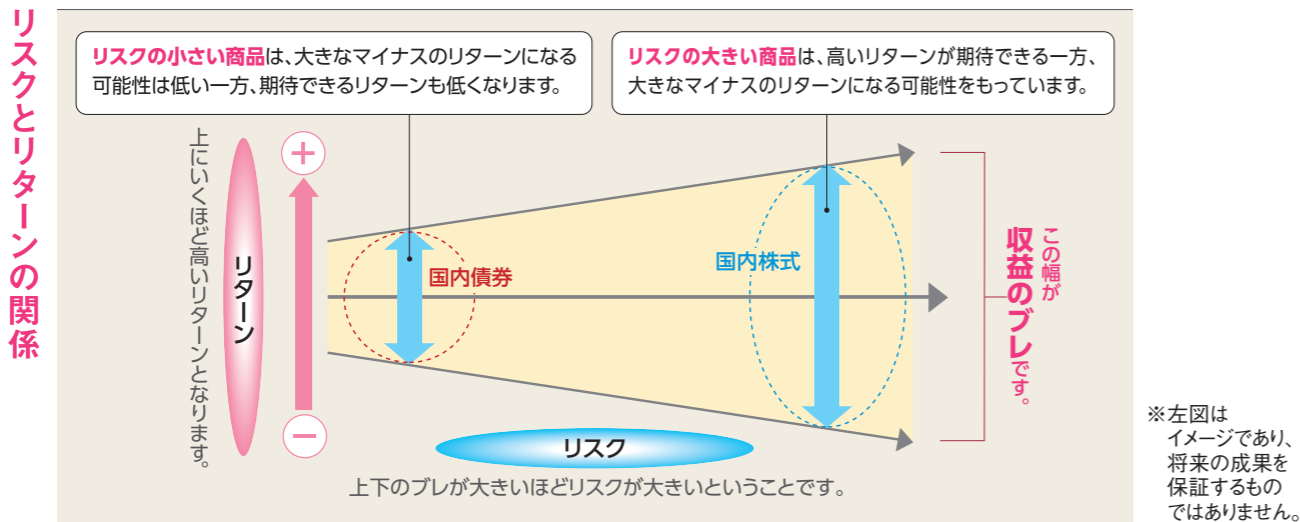 リスクとリターンの関係
リスクの小さい商品は、大きなマイナスのリターンになる
可能性は低い一方、期待できるリターンも低くなります。
リスクの大きい商品は、高いリターンが期待できる一方、
大きなマイナスのリターンになる可能性をもっています。
上にいくほど高いリターンとなります。
リターン
+
−
国内債券
国内株式
この幅が
収益のブレです。
リスク
上下のブレが大きいほどリスクが大きいということです。
※左図は
イメージであり、
将来の成果を
保証するもの
ではありません。